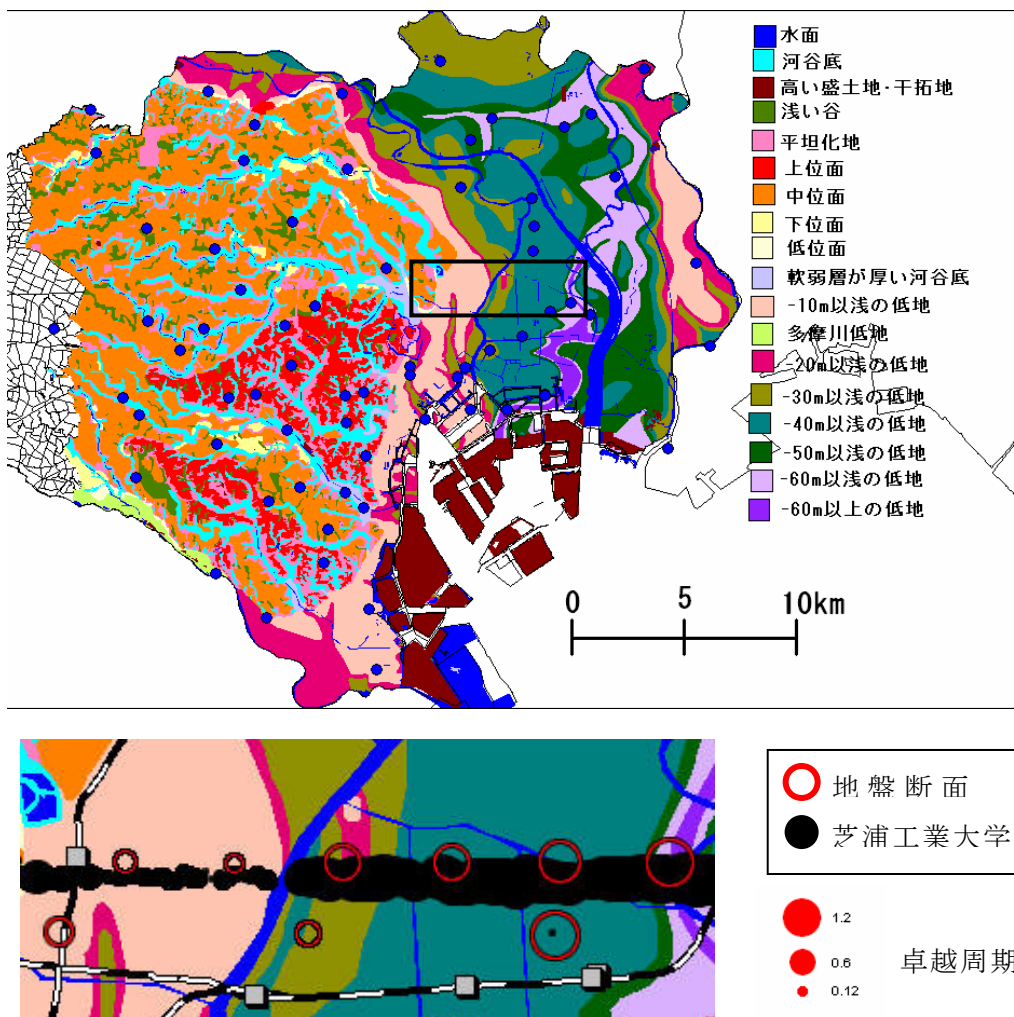 水面
河谷底
高い盛土地・干拓地
浅い谷
平坦化地
上位面
中位面
下位面
低位面
軟弱層が厚い河谷底
-10m以浅の低地
多摩川低地
-20m以浅の低地
-30m以浅の低地
-40m以浅の低地
-50m以浅の低地
-60m以浅の低地
-60m以上の低地
0 5 10km
地盤断面
芝浦工業大学
1.2
0.6
0.12
卓越周期